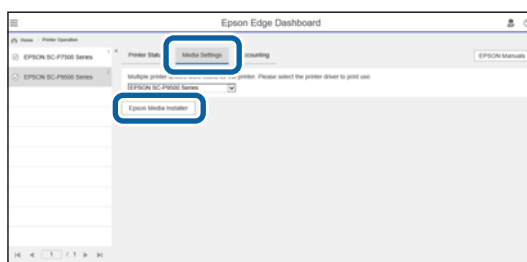 Epson Edge Dashboard
Home Printer Operation
EPSON SC-P7500 Series
EPSON SC-P9500 Series
Printer Stat
Media Settings
counting
EPSON Manuals
Multiple printer drivers were found for the printer. Please select the printer driver to print use.
EPSON SC-P9500 Series
Epson Media Installer
1 / 1